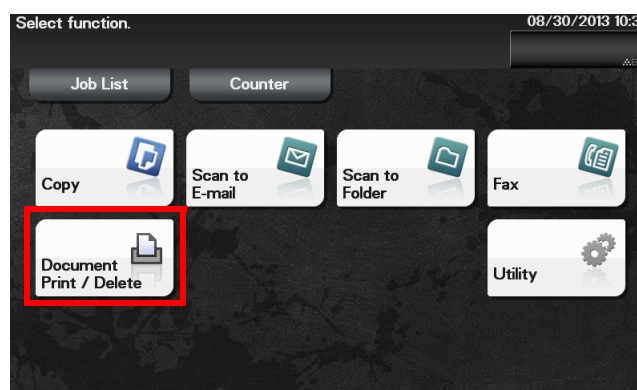 Select function.
08/30/2013 10:3
Job List
Counter
Copy
Scan to
E-mail
Scan to
Folder
Fax
Document
Print / Delete
Utility